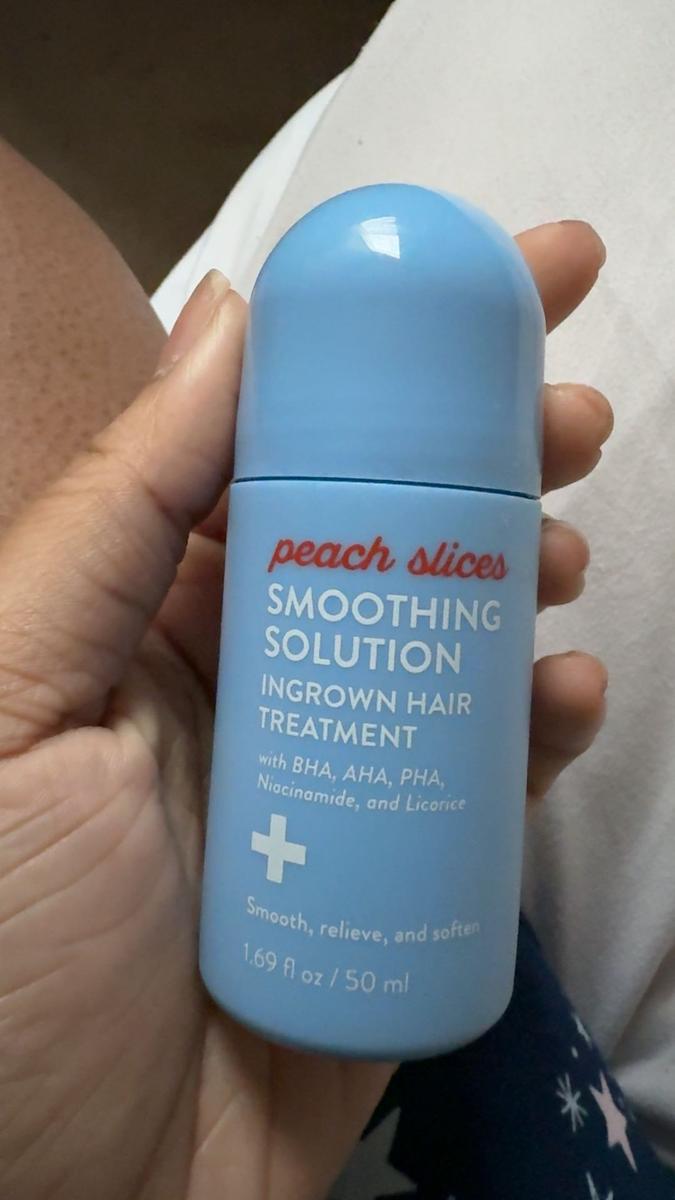 peach slices
SMOOTHING
SOLUTION
INGROWN HAIR
TREATMENT
with BHA, AHA, PHA,
Niacinamide, and Licorice
Smooth, relieve, and soften
1.69 fl oz / 50 ml